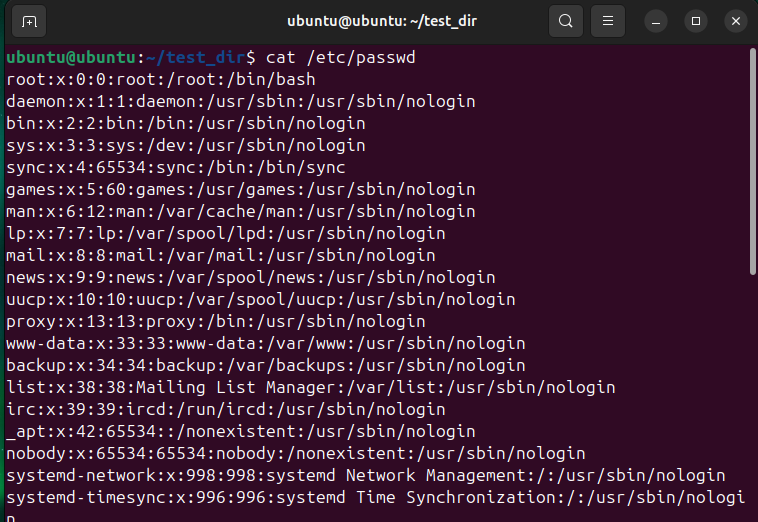 ubuntu@ubuntu: ~/test_dir
ubuntu@ubuntu:~/test_dir$ cat /etc/passwd
root:x:0:0:root:/root:/bin/bash
daemon:x:1:1:daemon:/usr/sbin:/usr/sbin/nologin
bin:x:2:2:bin:/bin:/usr/sbin/nologin
sys:x:3:3:sys:/dev:/usr/sbin/nologin
sync:x:4:65534:sync:/bin:/bin/sync
games:x:5:60:games:/usr/games:/usr/sbin/nologin
man:x:6:12:man:/var/cache/man:/usr/sbin/nologin
lp:x:7:7:lp:/var/spool/lpd:/usr/sbin/nologin
mail:x:8:8:mail:/var/mail:/usr/sbin/nologin
news:x:9:9:news:/var/spool/news:/usr/sbin/nologin
uucp:x:10:10:uucp:/var/spool/uucp:/usr/sbin/nologin
proxy:x:13:13:proxy:/bin:/usr/sbin/nologin
www-data:x:33:33:www-data:/var/www:/usr/sbin/nologin
backup:x:34:34:backup:/var/backups:/usr/sbin/nologin
list:x:38:38:Mailing List Manager:/var/list:/usr/sbin/nologin
irc:x:39:39:ircd:/run/ircd:/usr/sbin/nologin
_apt:x:42:65534::/nonexistent:/usr/sbin/nologin
nobody:x:65534:65534:nobody:/nonexistent:/usr/sbin/nologin
systemd-network:x:998:998:systemd Network Management:/:/usr/sbin/nologin
systemd-timesync:x:996:996:systemd Time Synchronization:/:/usr/sbin/nologi
n